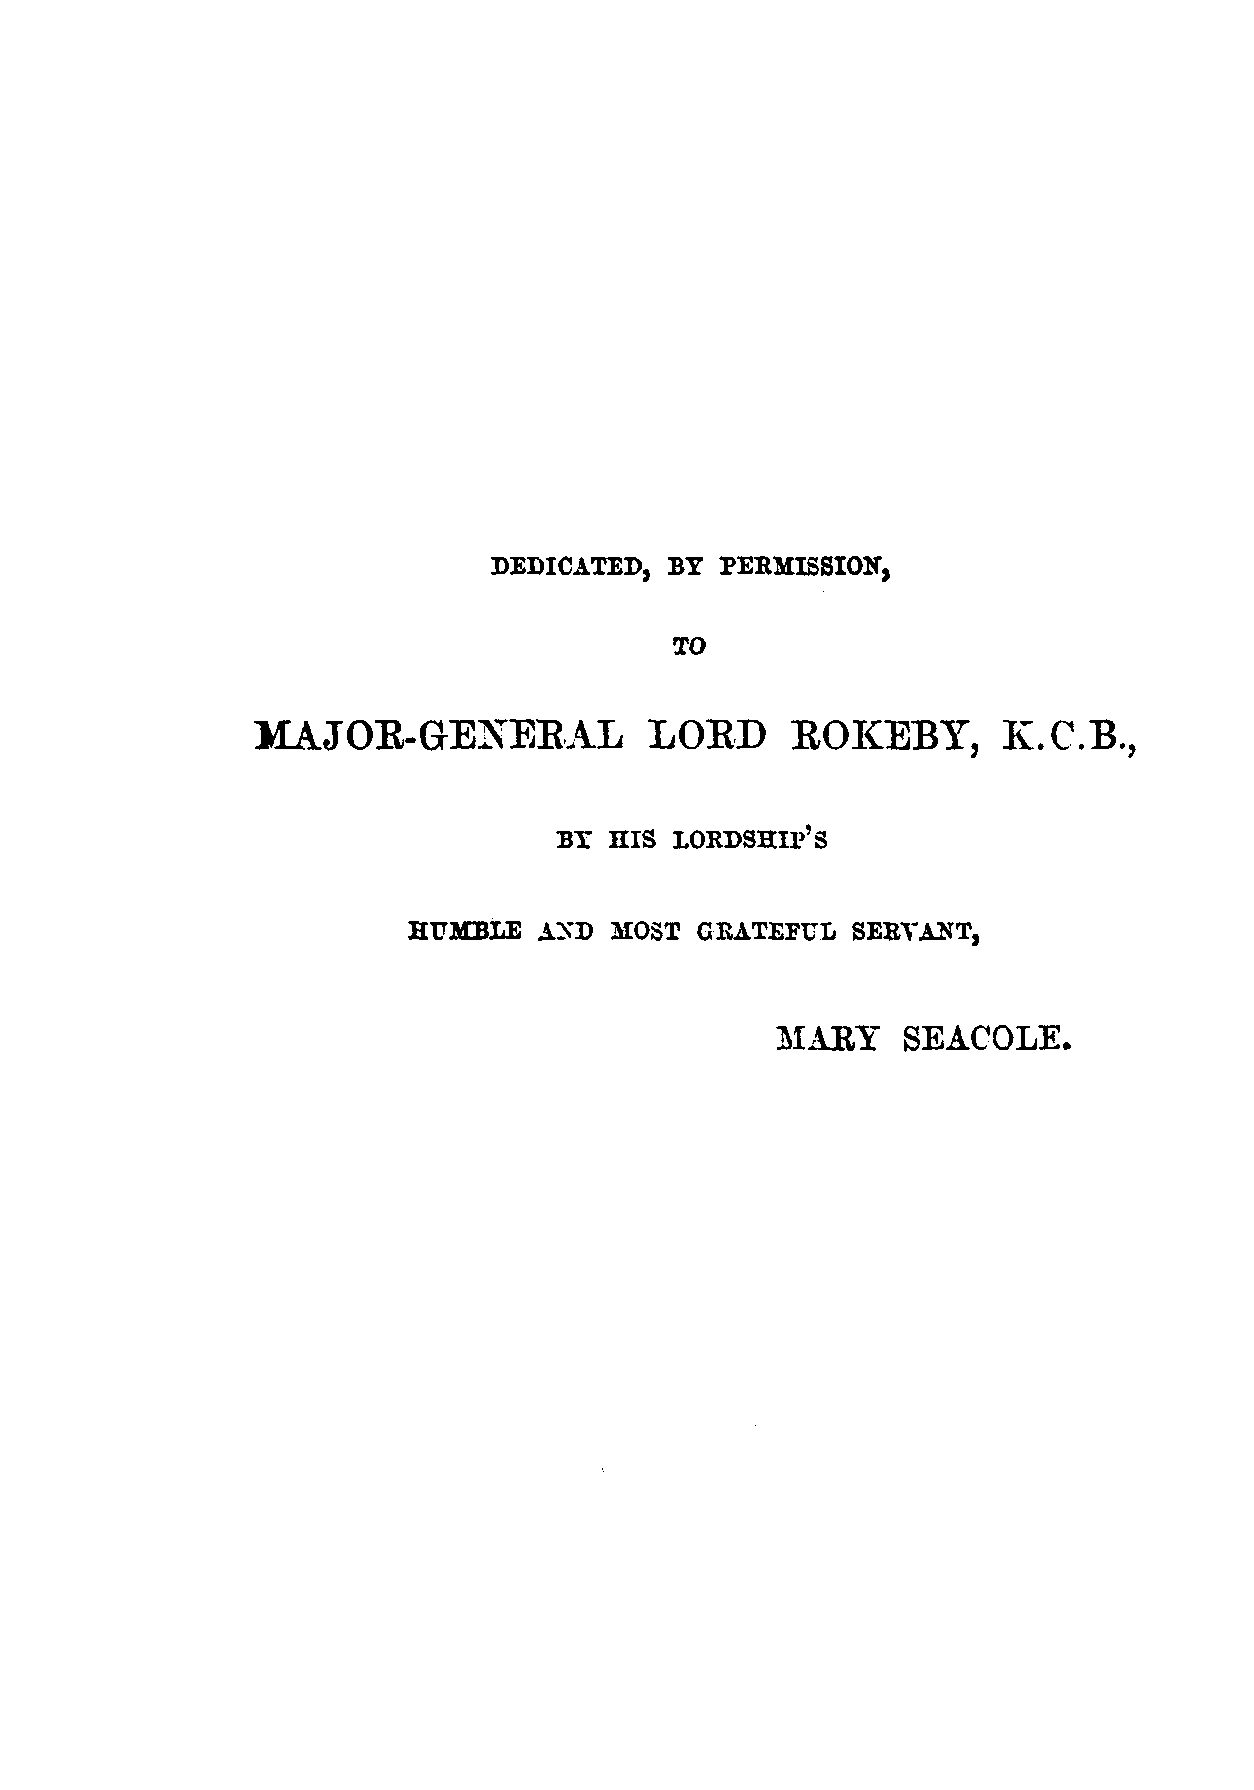 DEDICATED, BY PERMISSION,
TO
MAJOR-GENERAL LORD ROKEBY, K.C.B.,
BY HIS LORDSHIP'S
HUMBLE AND MOST GRATEFUL SERVANT,
MARY SEACOLE.